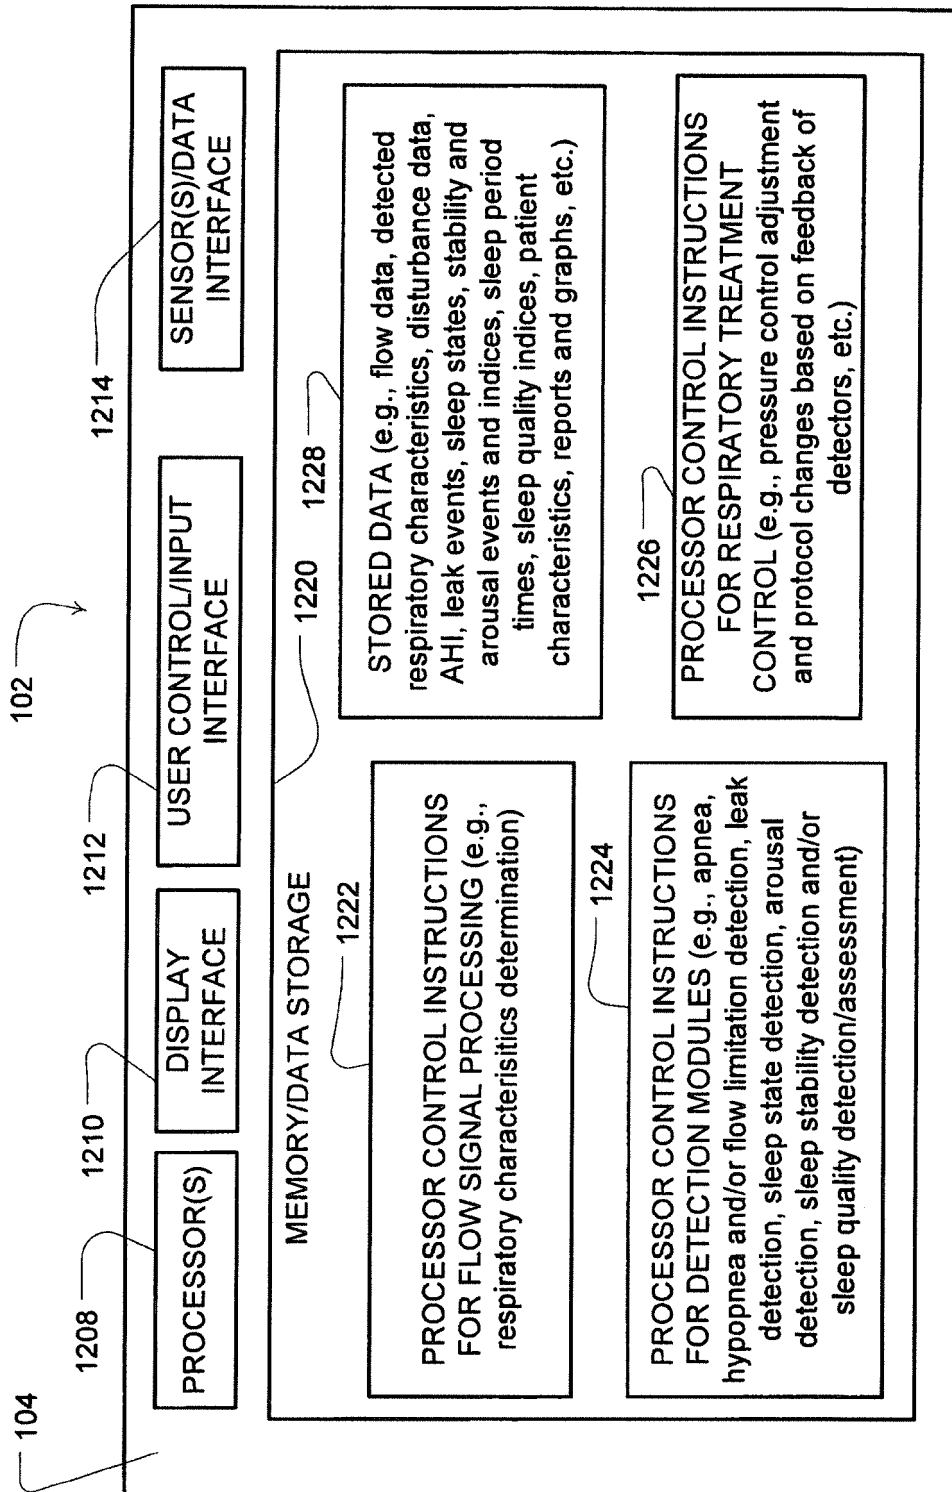 102
104
1208
PROCESSOR(S)
1210
DISPLAY
INTERFACE
1212
USER CONTROL/INPUT
INTERFACE
1214
SENSOR(S)/DATA
INTERFACE
MEMORY/DATA STORAGE
1220
1222
PROCESSOR CONTROL INSTRUCTIONS
FOR FLOW SIGNAL PROCESSING (e.g.,
respiratory characterisitics determination)
1228
STORED DATA (e.g., flow data, detected
respiratory characteristics, disturbance data,
AHI, leak events, sleep states, stability and
arousal events and indices, sleep period
times, sleep quality indices, patient
characteristics, reports and graphs, etc.)
1224
PROCESSOR CONTROL INSTRUCTIONS
FOR DETECTION MODULES (e.g., apnea,
hypopnea and/or flow limitation detection, leak
detection, sleep state detection, arousal
detection, sleep stability detection and/or
sleep quality detection/assessment)
1226
PROCESSOR CONTROL INSTRUCTIONS
FOR RESPIRATORY TREATMENT
CONTROL (e.g., pressure control adjustment
and protocol changes based on feedback of
detectors, etc.)